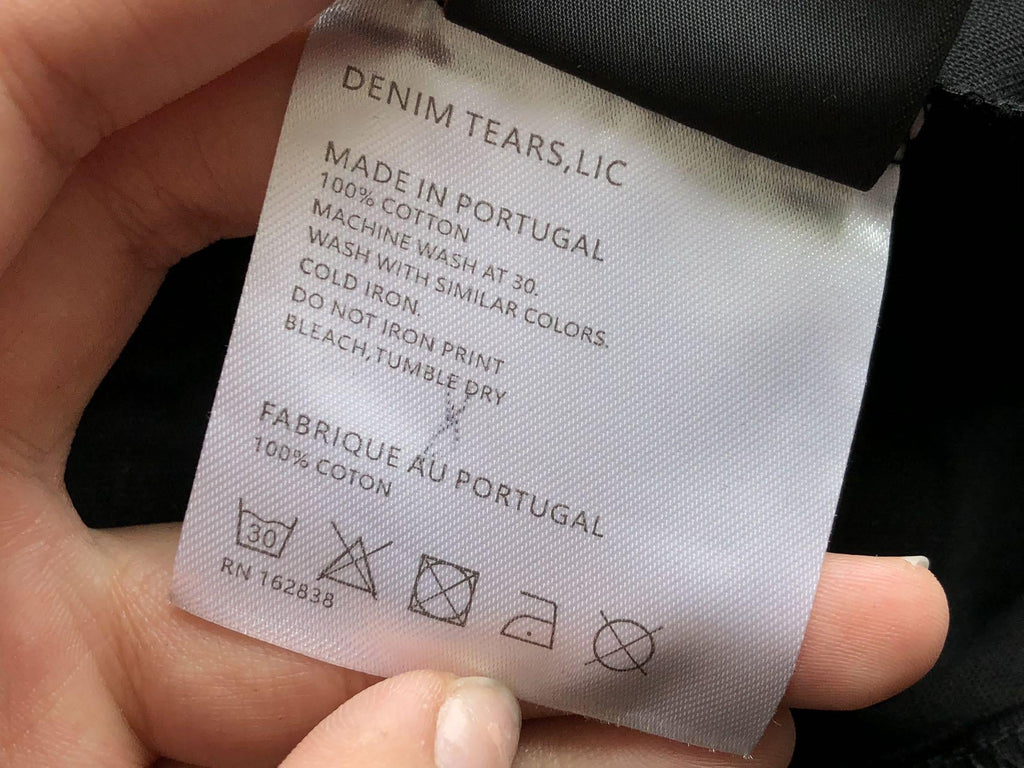 DENIM TEARS,LIC
MADE IN PORTUGAL
100% COTTON
MACHINE WASH AT 30.
WASH WITH SIMILAR COLORS.
COLD IRON.
DO NOT IRON PRINT
BLEACH,TUMBLE DRY
FABRIQUE AU PORTUGAL
100% COTON
30
RN 162838